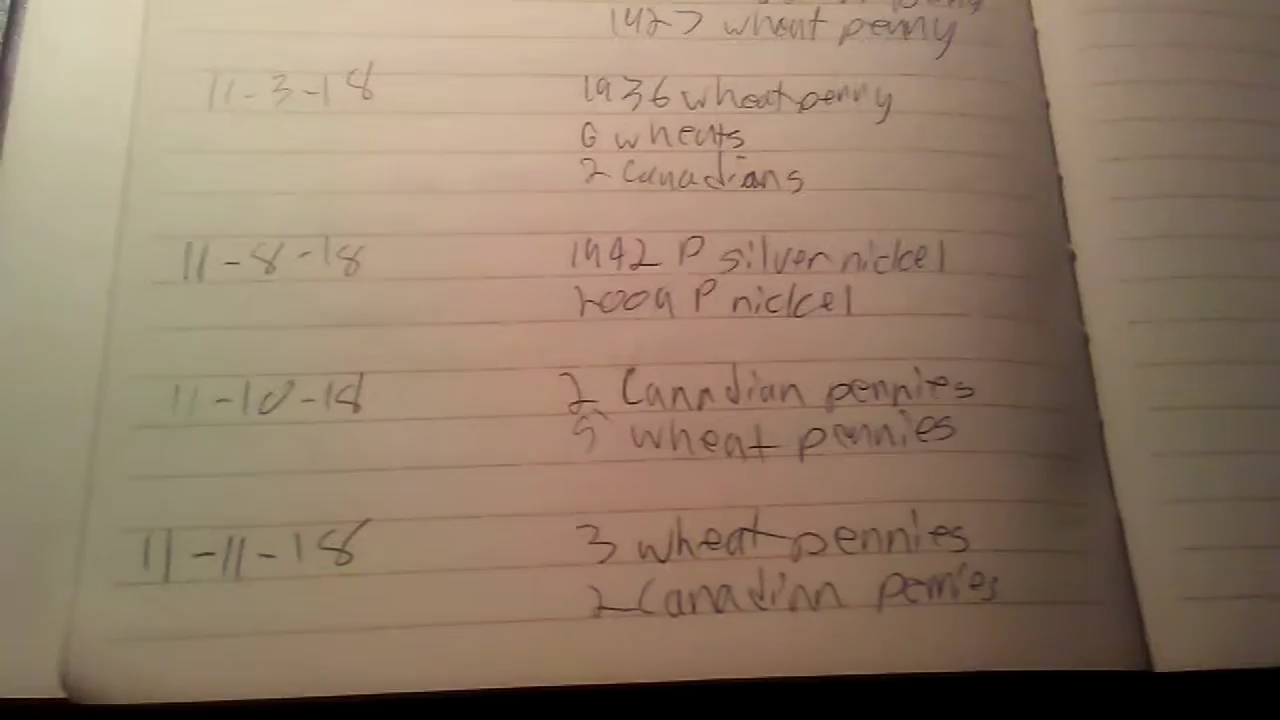 1927 wheat penny
11-3-18 1936 wheat penny
6 wheats
2 Canadians
11-8-18 1942 P silver nickel
2009 P nickel
11-10-18 2 Canadian pennies
5 wheat pennies
11-11-18 3 wheat pennies
2 Canadian pennies